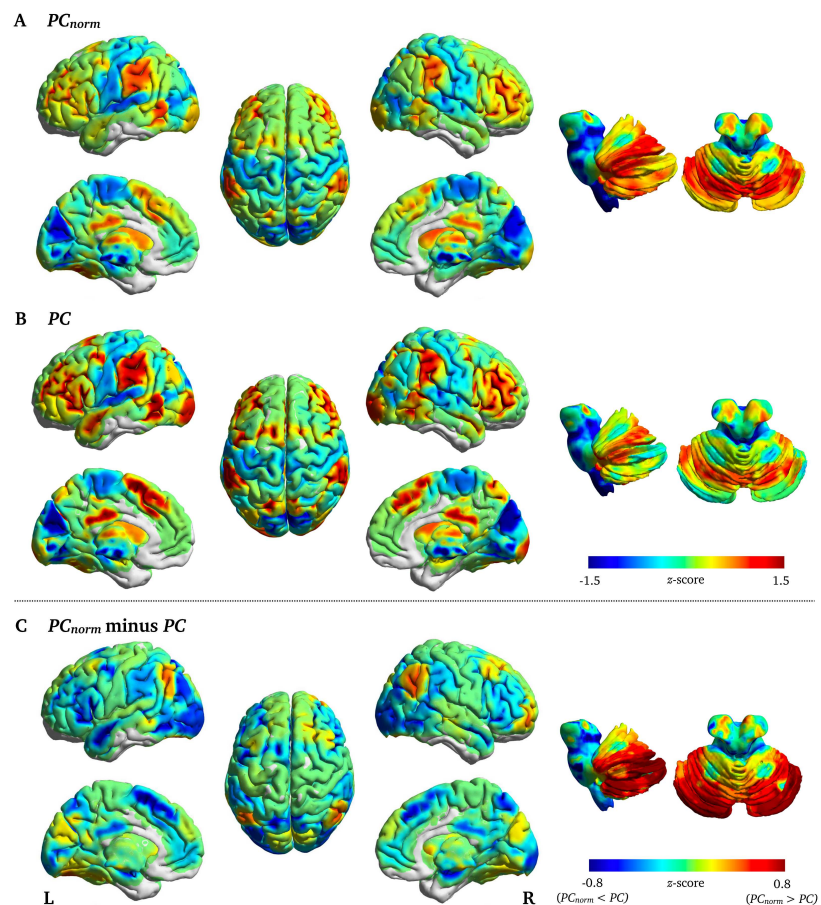 A PCnorm
B PC
-1.5 z-score 1.5
C PCnorm minus PC
-0.8 z-score 0.8
(PCnorm < PC) (PCnorm > PC)
L R